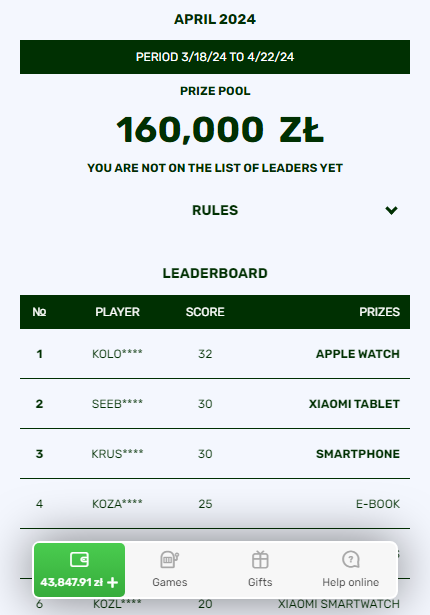 APRIL 2024
PERIOD 3/18/24 TO 4/22/24
PRIZE POOL
160,000 ZŁ
YOU ARE NOT ON THE LIST OF LEADERS YET
RULES
LEADERBOARD
№ PLAYER SCORE PRIZES
1 KOLO**** 32 APPLE WATCH
2 SEEB**** 30 XIAOMI TABLET
3 KRUS**** 30 SMARTPHONE
4 KOZA**** 25 E-BOOK
43,847.91 zł + Games Gifts Help online
6 KOZL**** 20 XIAOMI SMARTWATCH